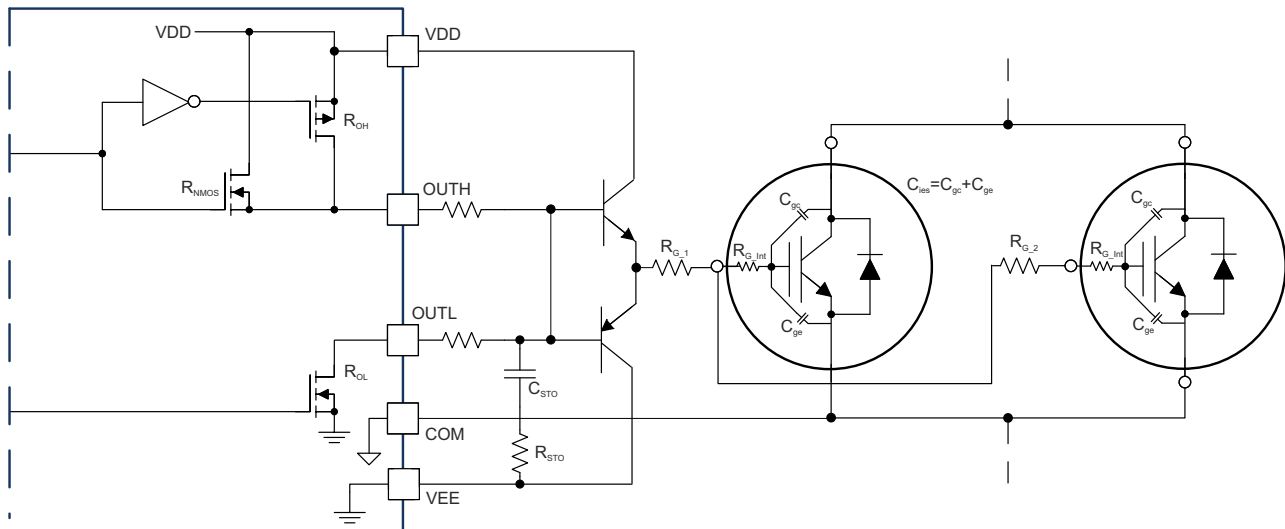 VDD
VDD
R_OH
R_NMOS
OUTH
C_ies=C_gc+C_ge
C_gc
C_gc
R_G_1
R_G_Int
R_G_2
R_G_Int
C_ge
C_ge
OUTL
R_OL
C_STO
COM
R_STO
VEE